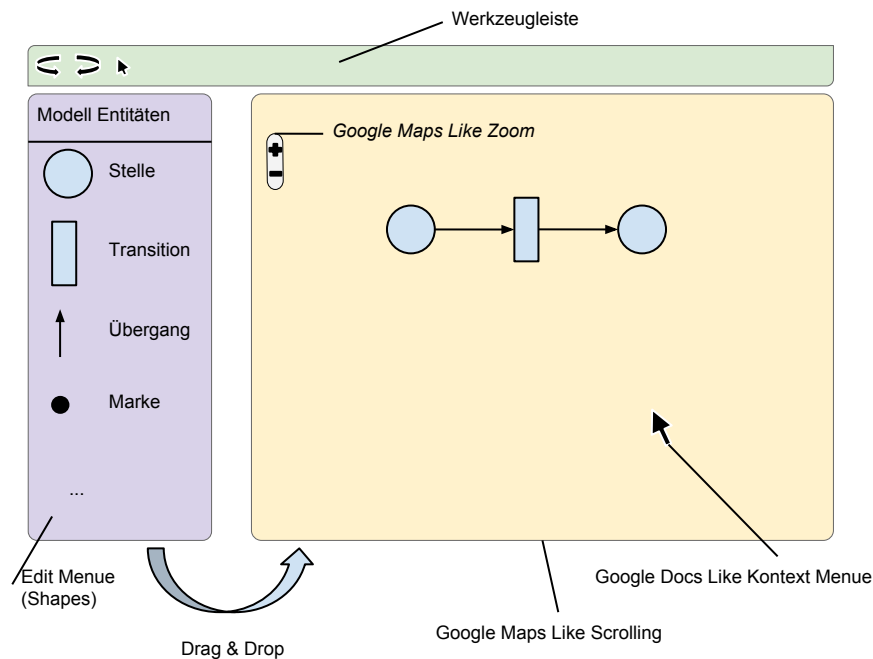 Werkzeugleiste
Modell Entitäten
Google Maps Like Zoom
Stelle
Transition
Übergang
Marke
...
Edit Menue
(Shapes)
Google Docs Like Kontext Menue
Google Maps Like Scrolling
Drag & Drop